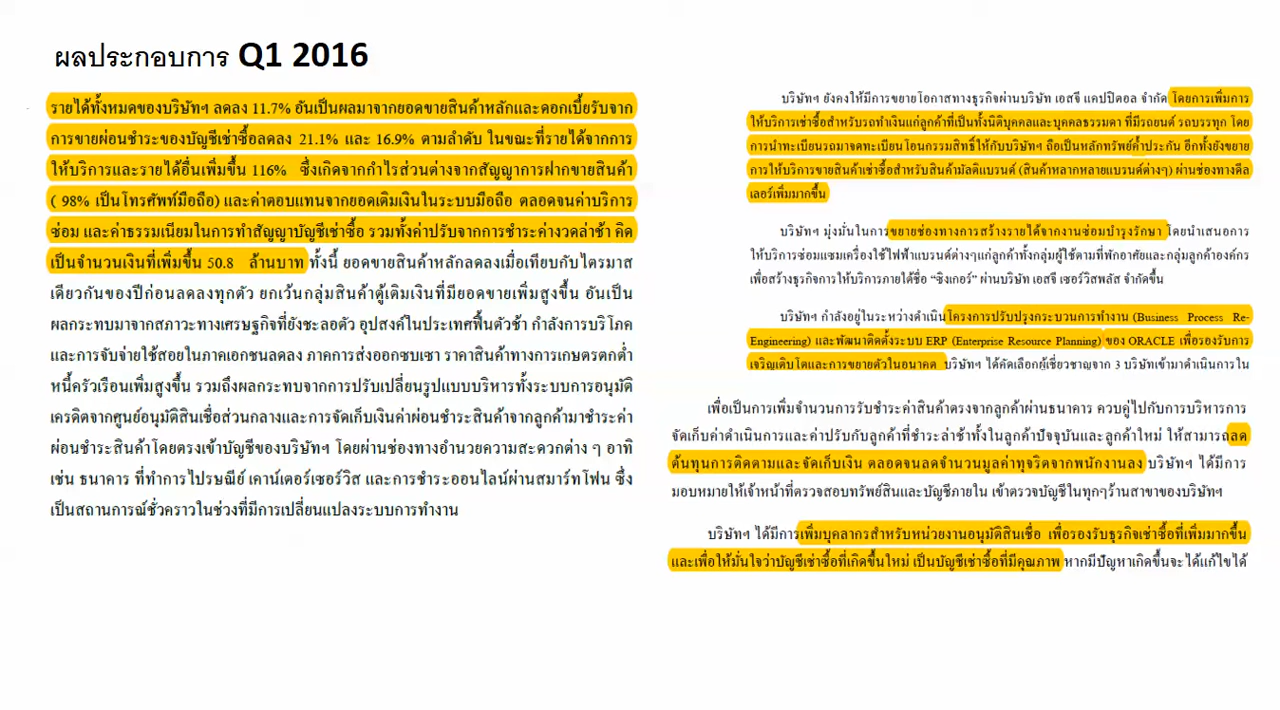 ผลประกอบการ Q1 2016
รายได้ทั้งหมดของบริษัทฯ ลดลง 11.7% อันเป็นผลมาจากยอดขายสินค้าหลักและดอกเบี้ยรับจาก
การขายผ่อนชำระของบัญชีเช่าซื้อลดลง 21.1% และ 16.9% ตามลำดับ ในขณะที่รายได้จากการ
ให้บริการและรายได้อื่นเพิ่มขึ้น 116% ซึ่งเกิดจากกำไรส่วนต่างจากสัญญาการฝากขายสินค้า
( 98% เป็นโทรศัพท์มือถือ) และค่าตอบแทนจากยอดเติมเงินในระบบมือถือ ตลอดจนค่าบริการ
ซ่อม และค่าธรรมเนียมในการทำสัญญาบัญชีเช่าซื้อ รวมทั้งค่าปรับจากการชำระค่างวดล่าช้า คิด
เป็นจำนวนเงินที่เพิ่มขึ้น 50.8 ล้านบาท ทั้งนี้ ยอดขายสินค้าหลักลดลงเมื่อเทียบกับไตรมาส
เดียวกันของปีก่อนลดลงทุกตัว ยกเว้นกลุ่มสินค้าตู้เติมเงินที่มียอดขายเพิ่มสูงขึ้น อันเป็น
ผลกระทบมาจากสภาวะทางเศรษฐกิจที่ยังชะลอตัว อุปสงค์ในประเทศฟื้นตัวช้า กำลังการบริโภค
และการจับจ่ายใช้สอยในภาคเอกชนลดลง ภาคการส่งออกซบเซา ราคาสินค้าทางการเกษตรตกต่ำ
หนี้ครัวเรือนเพิ่มสูงขึ้น รวมถึงผลกระทบจากการปรับเปลี่ยนรูปแบบบริหารทั้งระบบการอนุมัติ
เครดิตจากศูนย์อนุมัติสินเชื่อส่วนกลางและการจัดเก็บเงินค่าผ่อนชำระสินค้าจากลูกค้ามาชำระค่า
ผ่อนชำระสินค้าโดยตรงเข้าบัญชีของบริษัทฯ โดยผ่านช่องทางอำนวยความสะดวกต่าง ๆ อาทิ
เช่น ธนาคาร ที่ทำการไปรษณีย์ เคาน์เตอร์เซอร์วิส และการชำระออนไลน์ผ่านสมาร์ทโฟน ซึ่ง
เป็นสถานการณ์ชั่วคราวในช่วงที่มีการเปลี่ยนแปลงระบบการทำงาน
บริษัทฯ ยังคงให้มีการขยายโอกาสทางธุรกิจผ่านบริษัท เอสจี แคปปิตอล จำกัด โดยการเพิ่มการ
ให้บริการเช่าซื้อสำหรับรถทำเงินแก่ลูกค้าที่เป็นทั้งนิติบุคคลและบุคคลธรรมดา ที่มีรถยนต์ รถบรรทุก โดย
การนำทะเบียนรถมาจดทะเบียนโอนกรรมสิทธิ์ให้กับบริษัทฯ ถือเป็นหลักทรัพย์ค้ำประกัน อีกทั้งยังขยาย
การให้บริการขายสินค้าเช่าซื้อสำหรับสินค้ามัลติแบรนด์ (สินค้าหลากหลายแบรนด์ต่างๆ) ผ่านช่องทางดีล
เลอร์เพิ่มมากขึ้น
บริษัทฯ มุ่งมั่นในการขยายช่องทางการสร้างรายได้จากงานซ่อมบำรุงรักษา โดยนำเสนอการ
ให้บริการซ่อมแซมเครื่องใช้ไฟฟ้าแบรนด์ต่างๆแก่ลูกค้าทั้งกลุ่มผู้ใช้ตามที่พักอาศัยและกลุ่มลูกค้าองค์กร
เพื่อสร้างธุรกิจการให้บริการภายใต้ชื่อ “ซิงเกอร์” ผ่านบริษัท เอสจี เซอร์วิสพลัส จำกัดขึ้น
บริษัทฯ กำลังอยู่ในระหว่างดำเนินโครงการปรับปรุงกระบวนการทำงาน (Business Process Re-
Engineering) และพัฒนาติดตั้งระบบ ERP (Enterprise Resource Planning) ของ ORACLE เพื่อรองรับการ
เจริญเติบโตและการขยายตัวในอนาคต บริษัทฯ ได้คัดเลือกผู้เชี่ยวชาญจาก 3 บริษัทเข้ามาดำเนินการใน
เพื่อเป็นการเพิ่มจำนวนการรับชำระค่าสินค้าตรงจากลูกค้าผ่านธนาคาร ควบคู่ไปกับการบริหารการ
จัดเก็บค่าดำเนินการและค่าปรับกับลูกค้าที่ชำระล่าช้าทั้งในลูกค้าปัจจุบันและลูกค้าใหม่ ให้สามารถลด
ต้นทุนการติดตามและจัดเก็บเงิน ตลอดจนลดจำนวนมูลค่าทุจริตจากพนักงานลง บริษัทฯ ได้มีการ
มอบหมายให้เจ้าหน้าที่ตรวจสอบทรัพย์สินและบัญชีภายใน เข้าตรวจบัญชีในทุกๆร้านสาขาของบริษัทฯ
บริษัทฯ ได้มีการเพิ่มบุคลากรสำหรับหน่วยงานอนุมัติสินเชื่อ เพื่อรองรับธุรกิจเช่าซื้อที่เพิ่มมากขึ้น
และเพื่อให้มั่นใจว่าบัญชีเช่าซื้อที่เกิดขึ้นใหม่ เป็นบัญชีเช่าซื้อที่มีคุณภาพ หากมีปัญหาเกิดขึ้นจะได้แก้ไขได้